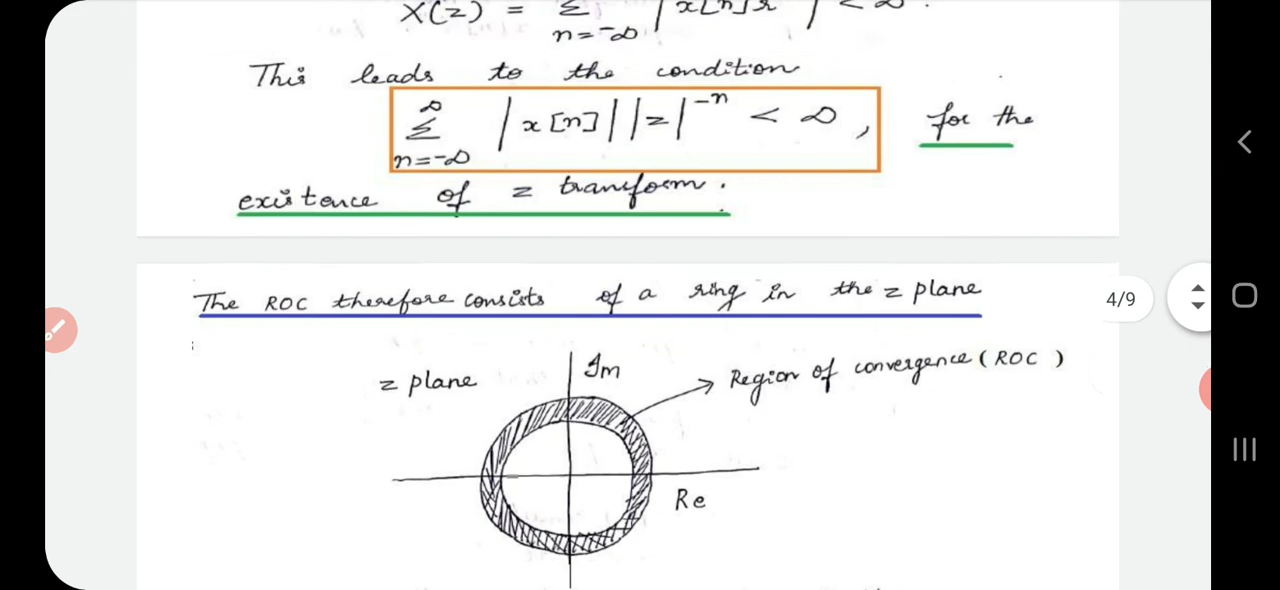 X(z) = Σ |x[n]z | < ∞.
n=-∞
This leads to the condition
∞
Σ |x[n]||z|⁻ⁿ < ∞, for the
n=-∞
existence of z transform.
The ROC therefore consists of a ring in the z plane
4/9
z plane
Im
Region of convergence (ROC)
Re